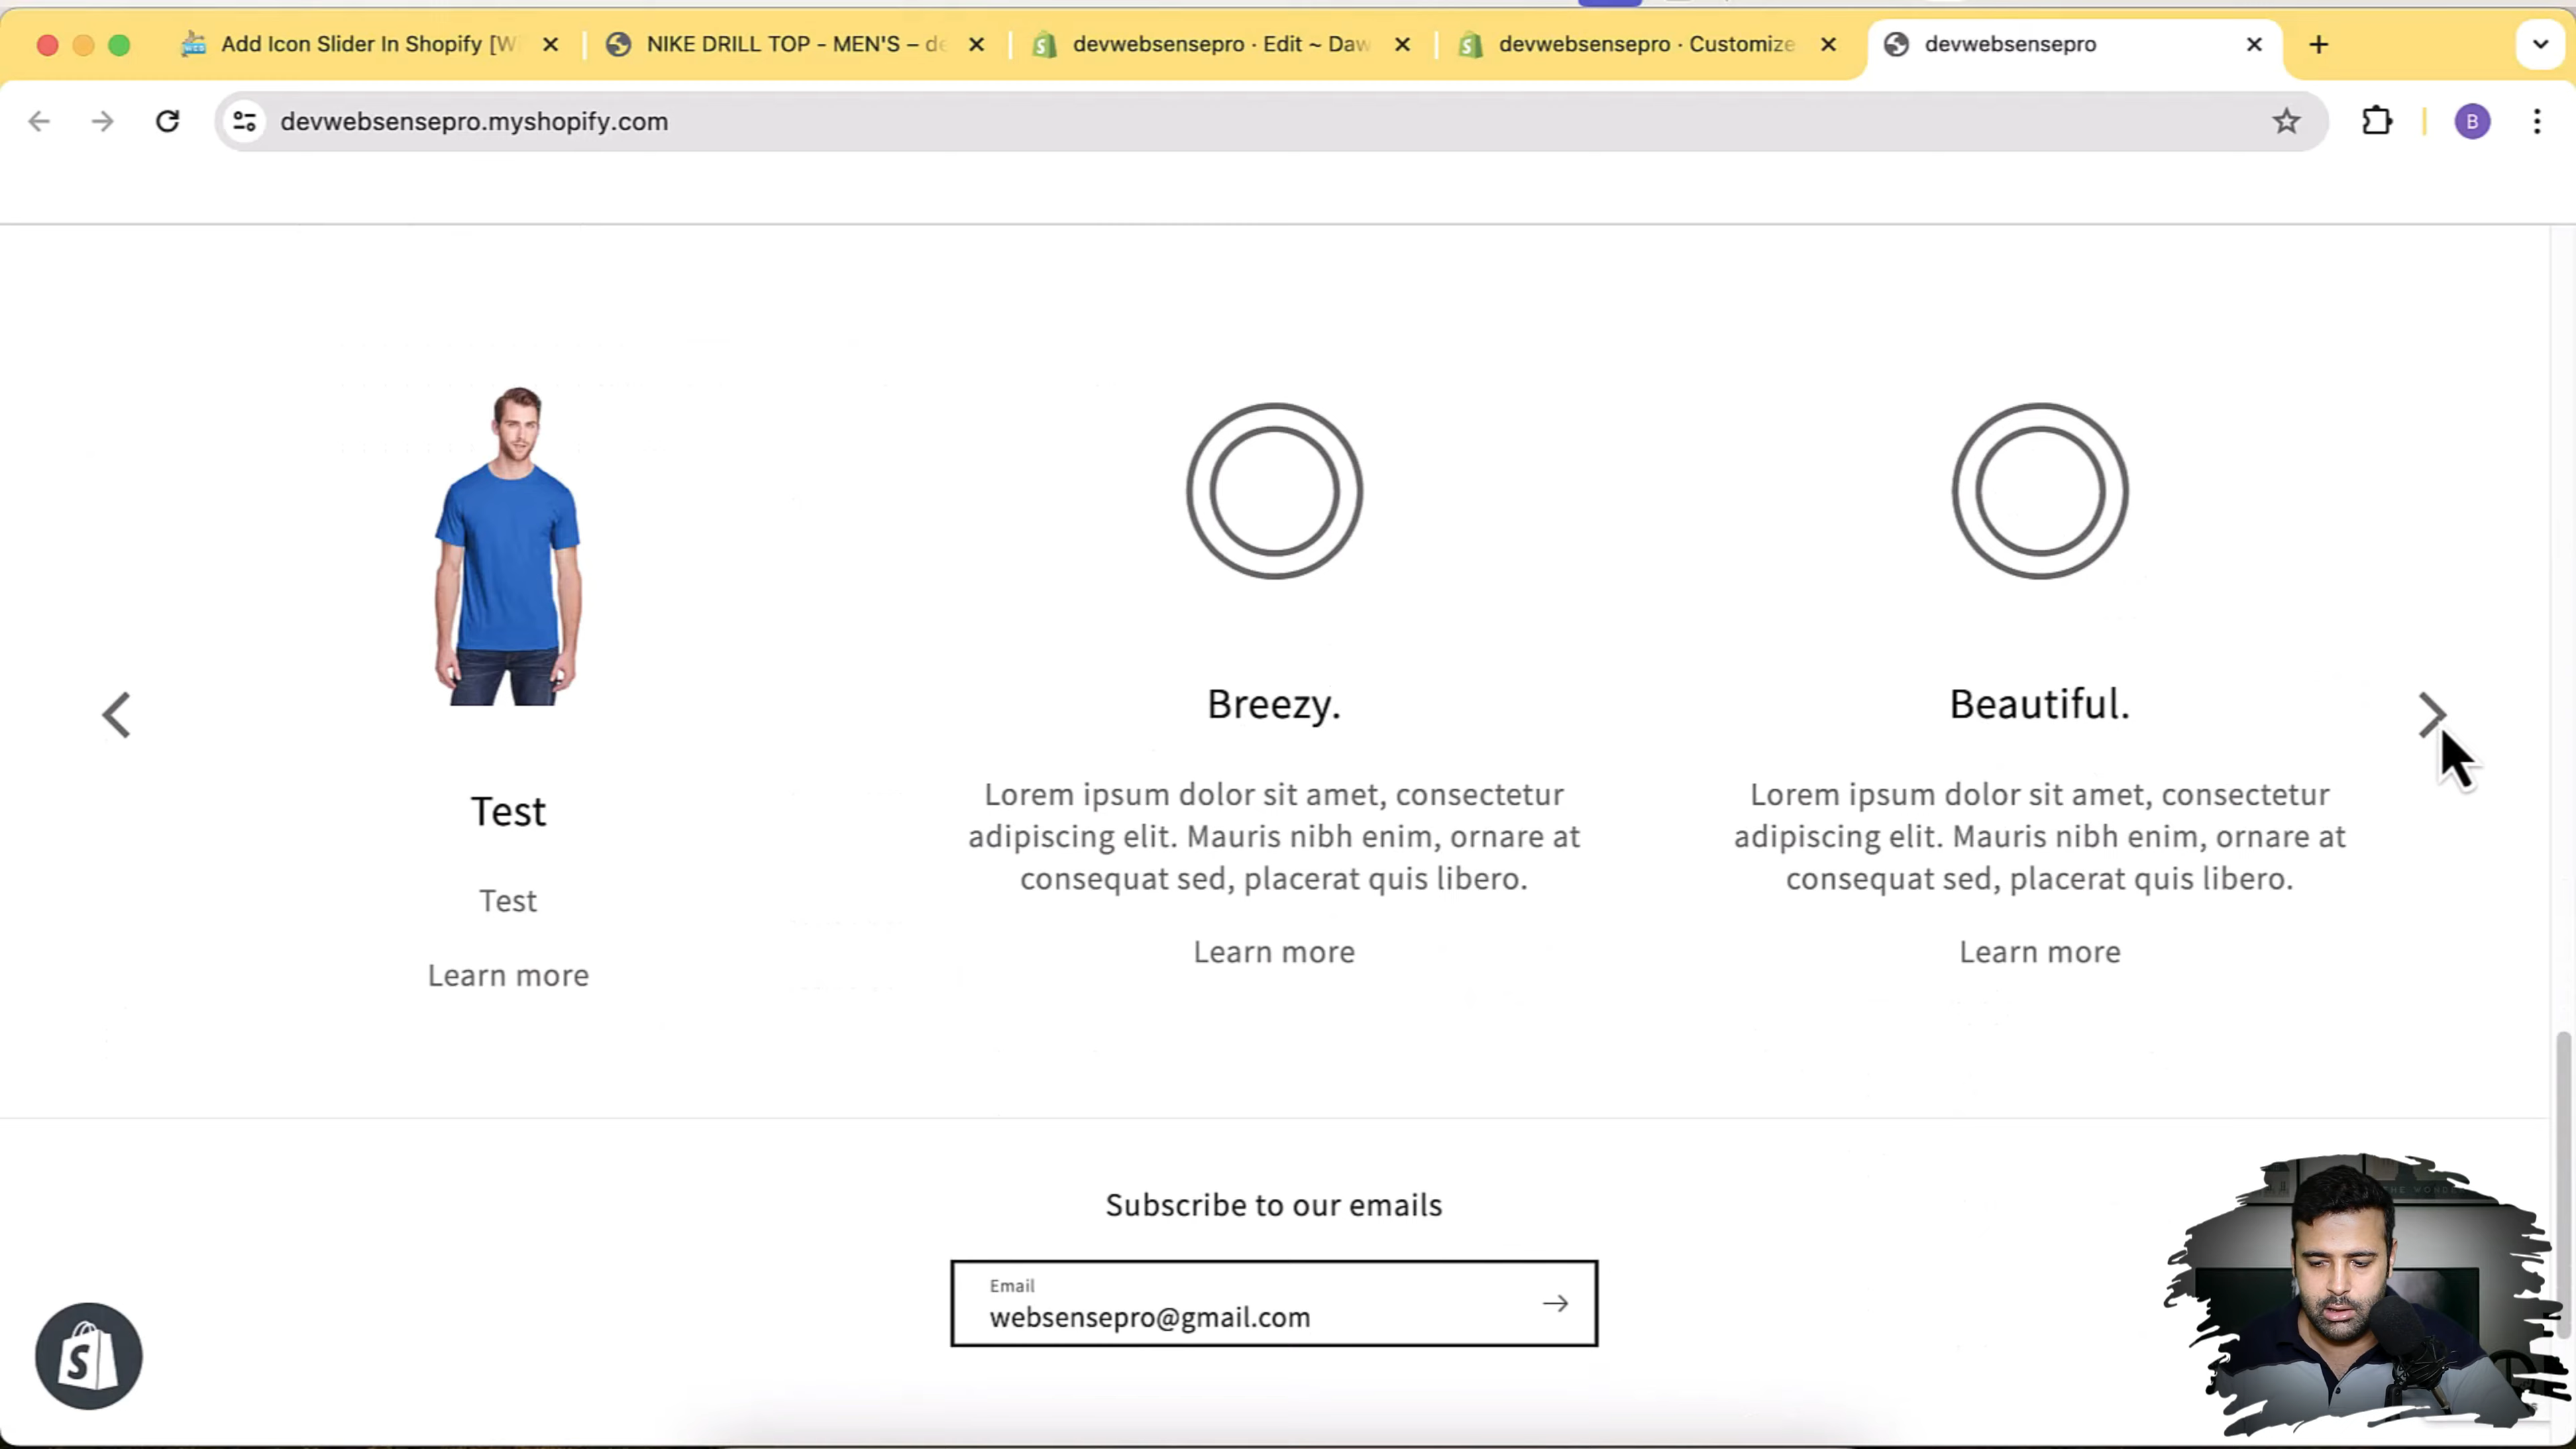 Add Icon Slider In Shopify [W
NIKE DRILL TOP - MEN'S – de
devwebsensepro · Edit ~ Daw
devwebsensepro · Customize
devwebsensepro
devwebsensepro.myshopify.com
B
Test
Test
Learn more
Breezy.
Lorem ipsum dolor sit amet, consectetur
adipiscing elit. Mauris nibh enim, ornare at
consequat sed, placerat quis libero.
Learn more
Beautiful.
Lorem ipsum dolor sit amet, consectetur
adipiscing elit. Mauris nibh enim, ornare at
consequat sed, placerat quis libero.
Learn more
Subscribe to our emails
Email
websensepro@gmail.com